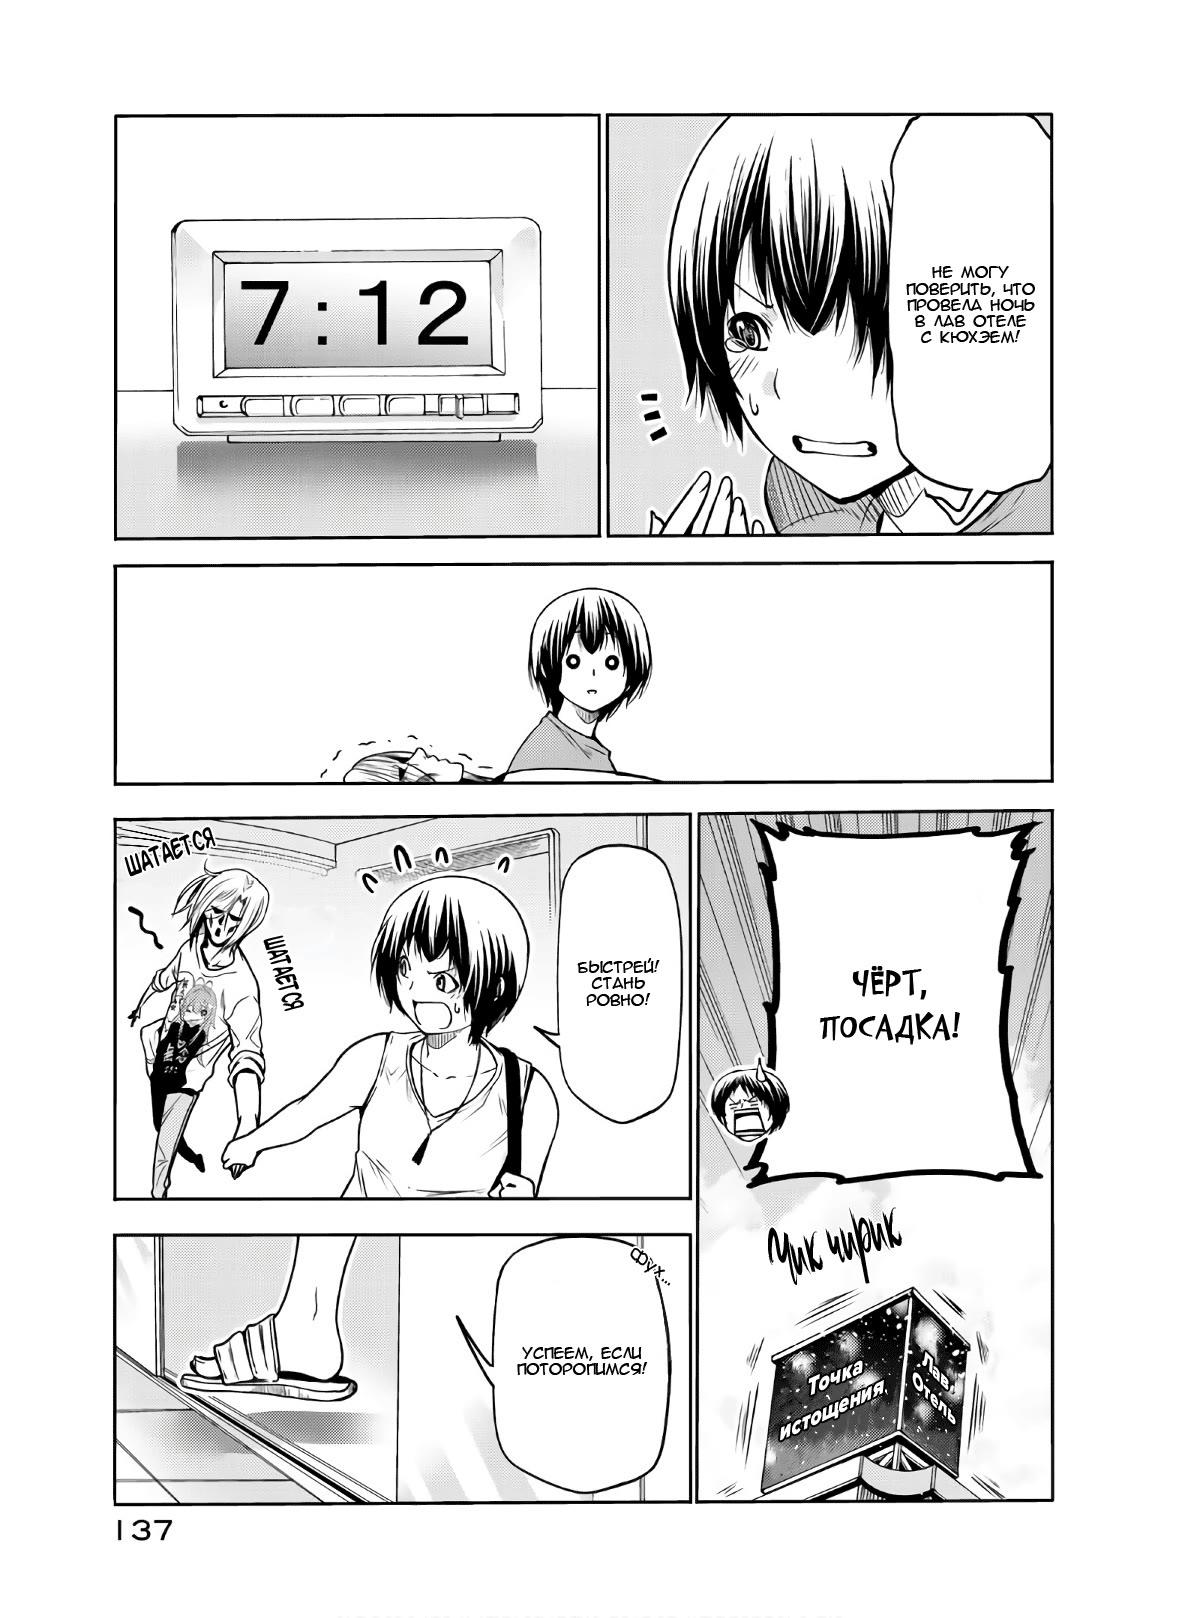 НЕ МОГУ
ПОВЕРИТЬ, ЧТО
ПРОВЕЛА НОЧЬ
В ЛАВ ОТЕЛЕ
С КЮХЭЕМ!
7:12
ЧЁРТ,
ПОСАДКА!
Чик чирик
Точка
истощения
Лав
Отель
ШАТАЕТСЯ
ШАТАЕТСЯ
БЫСТРЕЙ!
СТАНЬ
РОВНО!
Фух...
УСПЕЕМ, ЕСЛИ
ПОТОРОПИМСЯ!
137